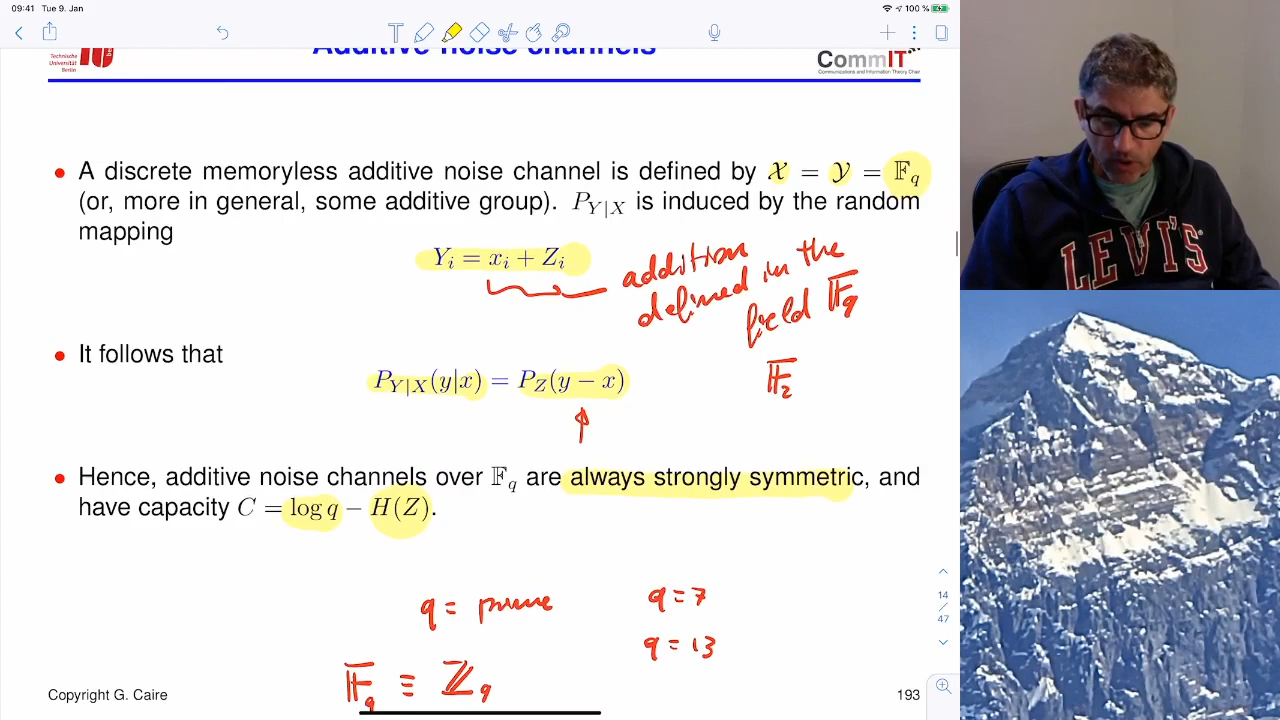 09:41 Tue 9. Jan
100 %
Additive noise channels
Technische
Universität
Berlin
CommIT
Communications and Information Theory Chair
• A discrete memoryless additive noise channel is defined by 𝒳 = 𝒴 = 𝔽_q
(or, more in general, some additive group). P_{Y|X} is induced by the random
mapping
Y_i = x_i + Z_i
addition
defined in the
field 𝔽_q
• It follows that
P_{Y|X}(y|x) = P_Z(y − x)
𝔽_2
• Hence, additive noise channels over 𝔽_q are always strongly symmetric, and
have capacity C = log q − H(Z).
q = prime
q = 7
q = 13
𝔽_q ≡ ℤ_q
14
/
47
Copyright G. Caire
193
LEVI'S